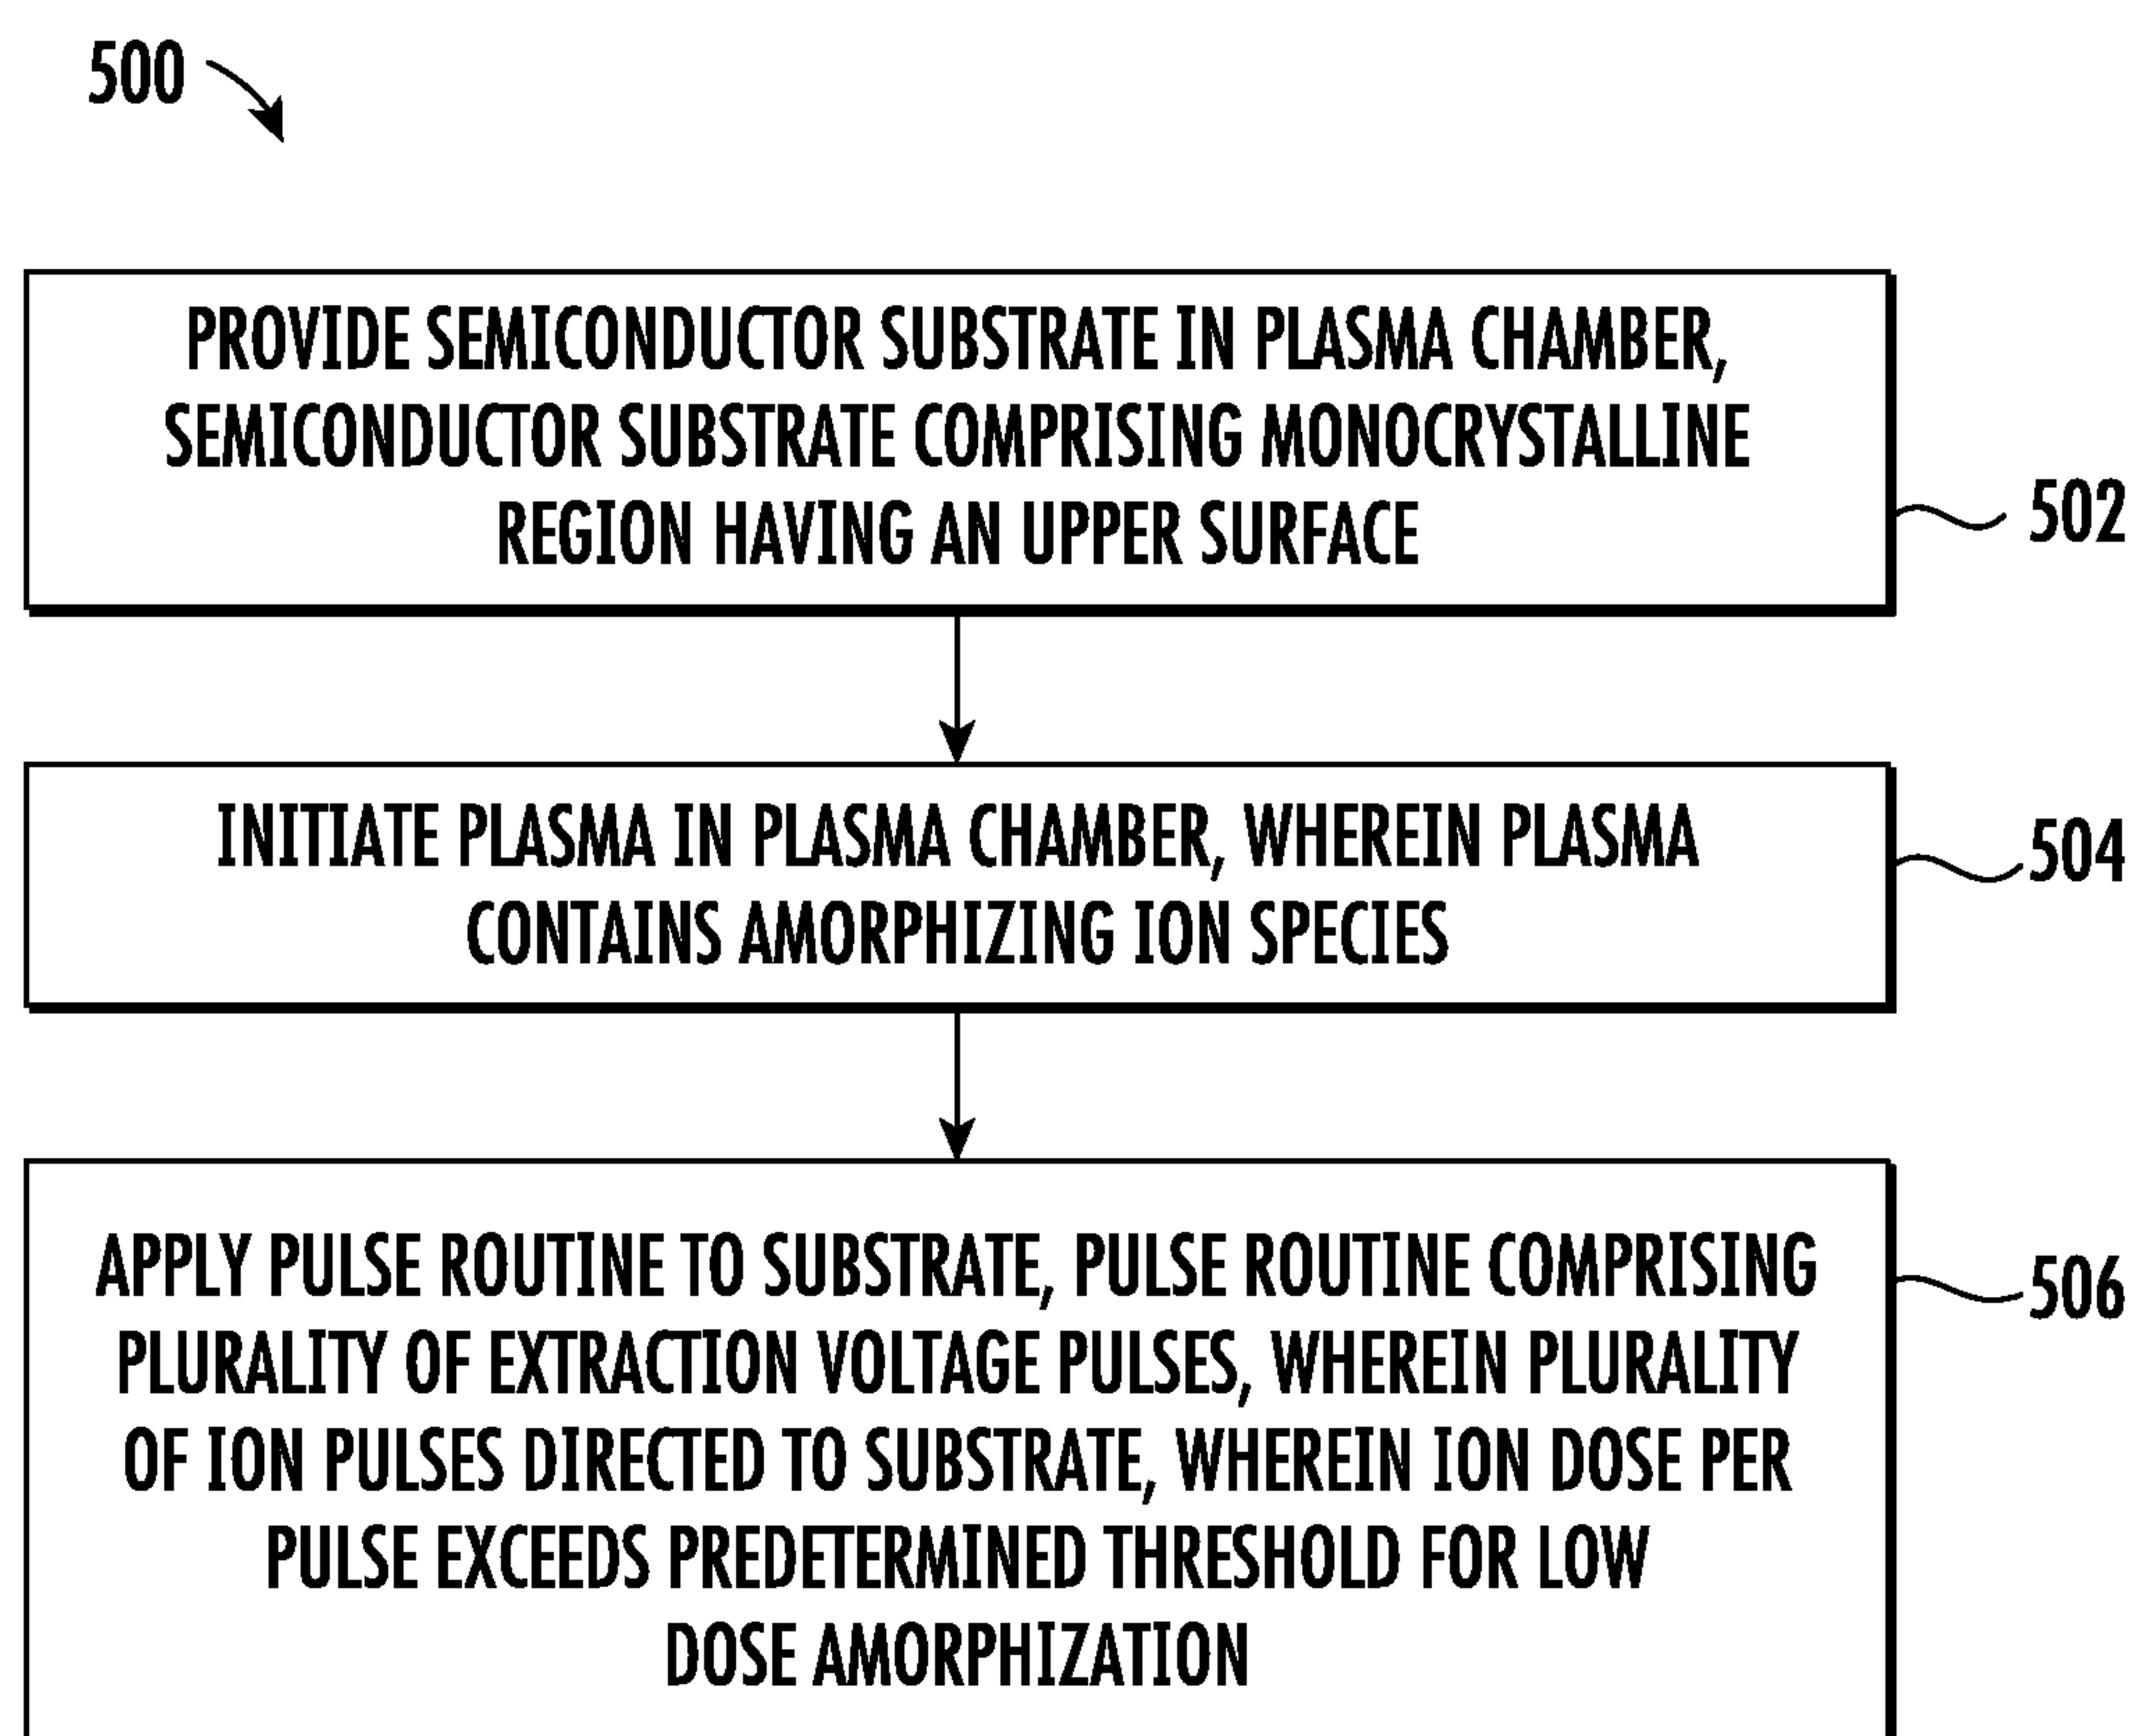 500
PROVIDE SEMICONDUCTOR SUBSTRATE IN PLASMA CHAMBER,
SEMICONDUCTOR SUBSTRATE COMPRISING MONOCRYSTALLINE
REGION HAVING AN UPPER SURFACE
502
INITIATE PLASMA IN PLASMA CHAMBER, WHEREIN PLASMA
CONTAINS AMORPHIZING ION SPECIES
504
APPLY PULSE ROUTINE TO SUBSTRATE, PULSE ROUTINE COMPRISING
PLURALITY OF EXTRACTION VOLTAGE PULSES, WHEREIN PLURALITY
OF ION PULSES DIRECTED TO SUBSTRATE, WHEREIN ION DOSE PER
PULSE EXCEEDS PREDETERMINED THRESHOLD FOR LOW
DOSE AMORPHIZATION
506